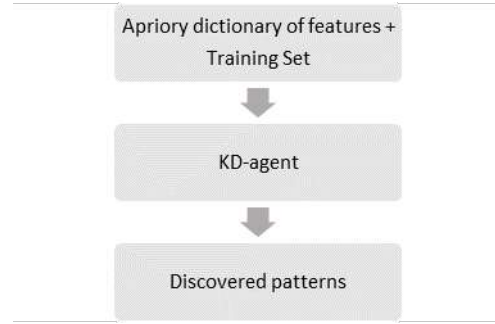 Apriory dictionary of features +
Training Set
KD-agent
Discovered patterns